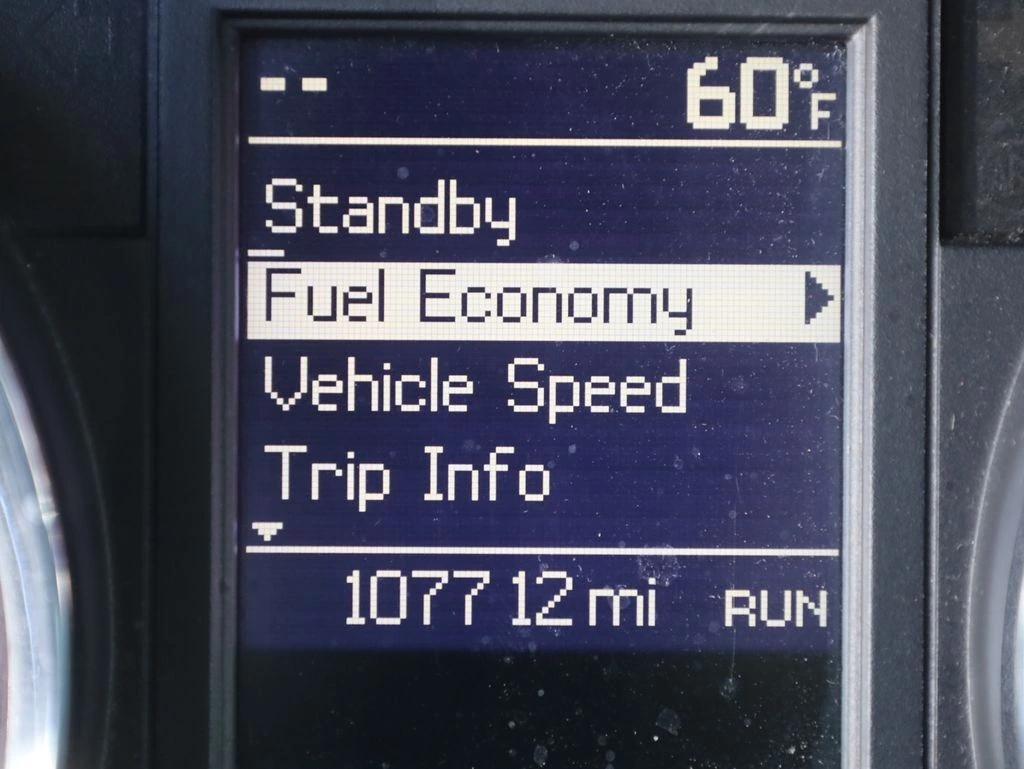 -- 60°F
Standby
Fuel Economy
Vehicle Speed
Trip Info
107712 mi RUN